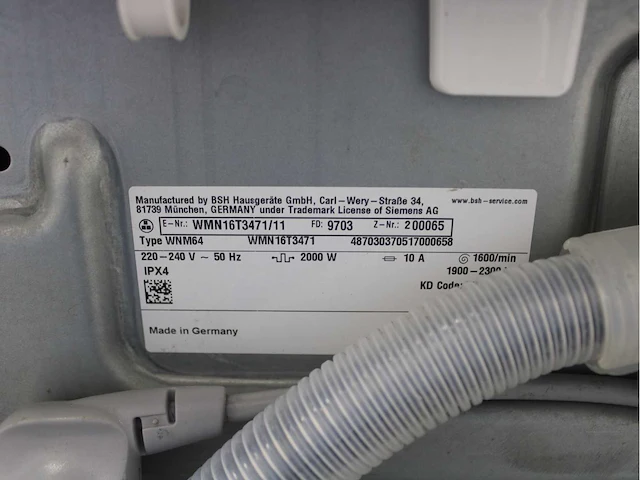 Manufactured by BSH Hausgeräte GmbH, Carl-Wery-Straße 34,
81739 München, GERMANY under Trademark License of Siemens AG
www.bsh-service.com
E-Nr.: WMN16T3471/11 FD: 9703 Z-Nr.: 200065
Type WNM64 WMN16T3471 487030370517000658
220-240 V ~ 50 Hz 2000 W 10 A 1600/min
IPX4 1900-2300
KD Code:
Made in Germany